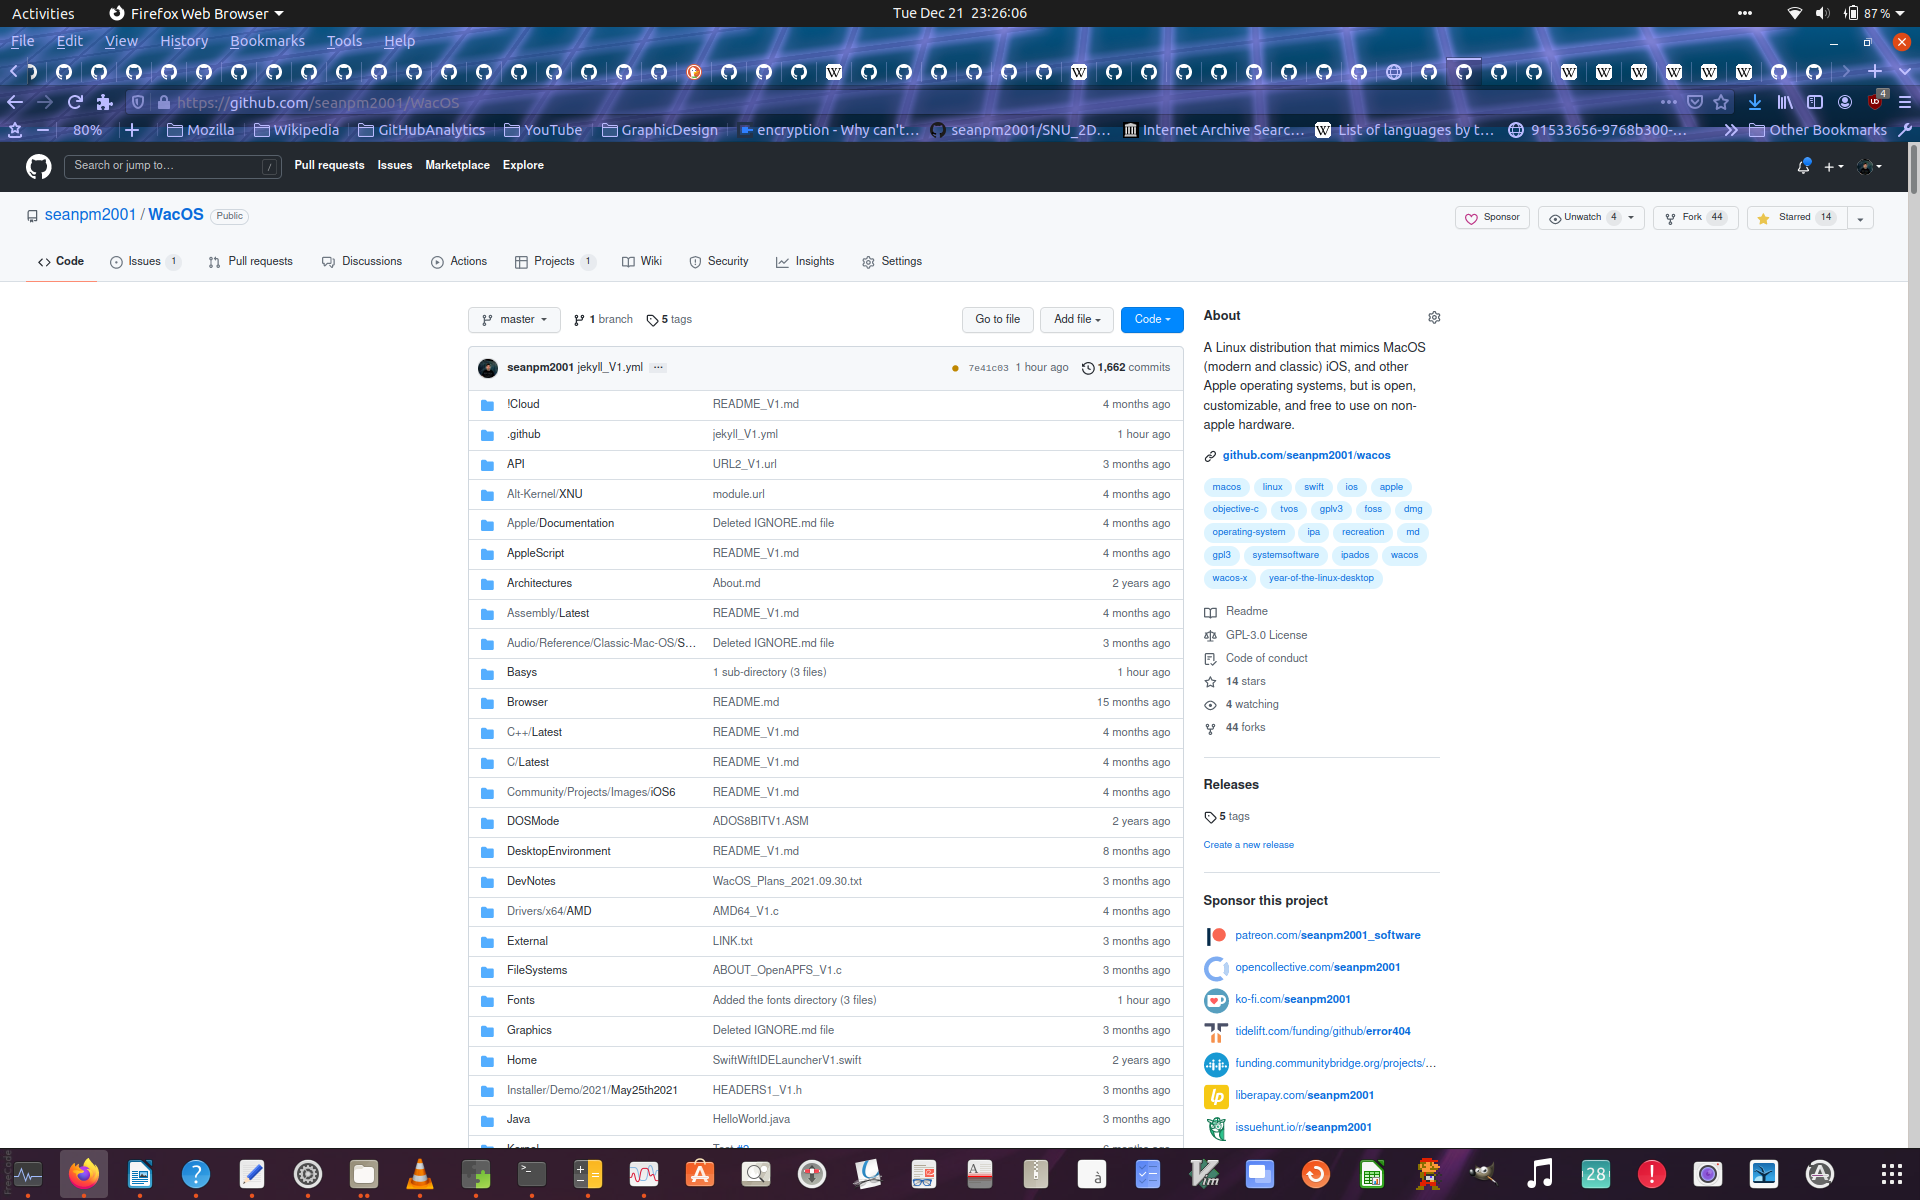 Activities
Firefox Web Browser
Tue Dec 21 23:26:06
87 %
File Edit View History Bookmarks Tools Help
https://github.com/seanpm2001/WacOS
4
80%
Mozilla
Wikipedia
GitHubAnalytics
YouTube
GraphicDesign
encryption - Why can't...
seanpm2001/SNU_2D...
Internet Archive Searc...
List of languages by t...
91533656-9768b300-...
Other Bookmarks
Search or jump to...
/
Pull requests Issues Marketplace Explore
seanpm2001 / WacOS
Public
Sponsor
Unwatch 4
Fork 44
Starred 14
Code
Issues 1
Pull requests
Discussions
Actions
Projects 1
Wiki
Security
Insights
Settings
master
1 branch
5 tags
Go to file
Add file
Code
seanpm2001 jekyll_V1.yml ...
7e41c03 1 hour ago
1,662 commits
!Cloud README_V1.md 4 months ago
.github jekyll_V1.yml 1 hour ago
API URL2_V1.url 3 months ago
Alt-Kernel/XNU module.url 4 months ago
Apple/Documentation Deleted IGNORE.md file 4 months ago
AppleScript README_V1.md 4 months ago
Architectures About.md 2 years ago
Assembly/Latest README_V1.md 4 months ago
Audio/Reference/Classic-Mac-OS/S... Deleted IGNORE.md file 3 months ago
Basys 1 sub-directory (3 files) 1 hour ago
Browser README.md 15 months ago
C++/Latest README_V1.md 4 months ago
C/Latest README_V1.md 4 months ago
Community/Projects/Images/iOS6 README_V1.md 4 months ago
DOSMode ADOS8BITV1.ASM 2 years ago
DesktopEnvironment README_V1.md 8 months ago
DevNotes WacOS_Plans_2021.09.30.txt 3 months ago
Drivers/x64/AMD AMD64_V1.c 4 months ago
External LINK.txt 3 months ago
FileSystems ABOUT_OpenAPFS_V1.c 3 months ago
Fonts Added the fonts directory (3 files) 1 hour ago
Graphics Deleted IGNORE.md file 3 months ago
Home SwiftWiftIDELauncherV1.swift 2 years ago
Installer/Demo/2021/May25th2021 HEADERS1_V1.h 3 months ago
Java HelloWorld.java 3 months ago
About
A Linux distribution that mimics MacOS
(modern and classic) iOS, and other
Apple operating systems, but is open,
customizable, and free to use on non-
apple hardware.
github.com/seanpm2001/wacos
macos linux swift ios apple
objective-c tvos gplv3 foss dmg
operating-system ipa recreation md
gpl3 systemsoftware ipados wacos
wacos-x year-of-the-linux-desktop
Readme
GPL-3.0 License
Code of conduct
14 stars
4 watching
44 forks
Releases
5 tags
Create a new release
Sponsor this project
patreon.com/seanpm2001_software
opencollective.com/seanpm2001
ko-fi.com/seanpm2001
tidelift.com/funding/github/error404
funding.communitybridge.org/projects/...
liberapay.com/seanpm2001
issuehunt.io/r/seanpm2001
28